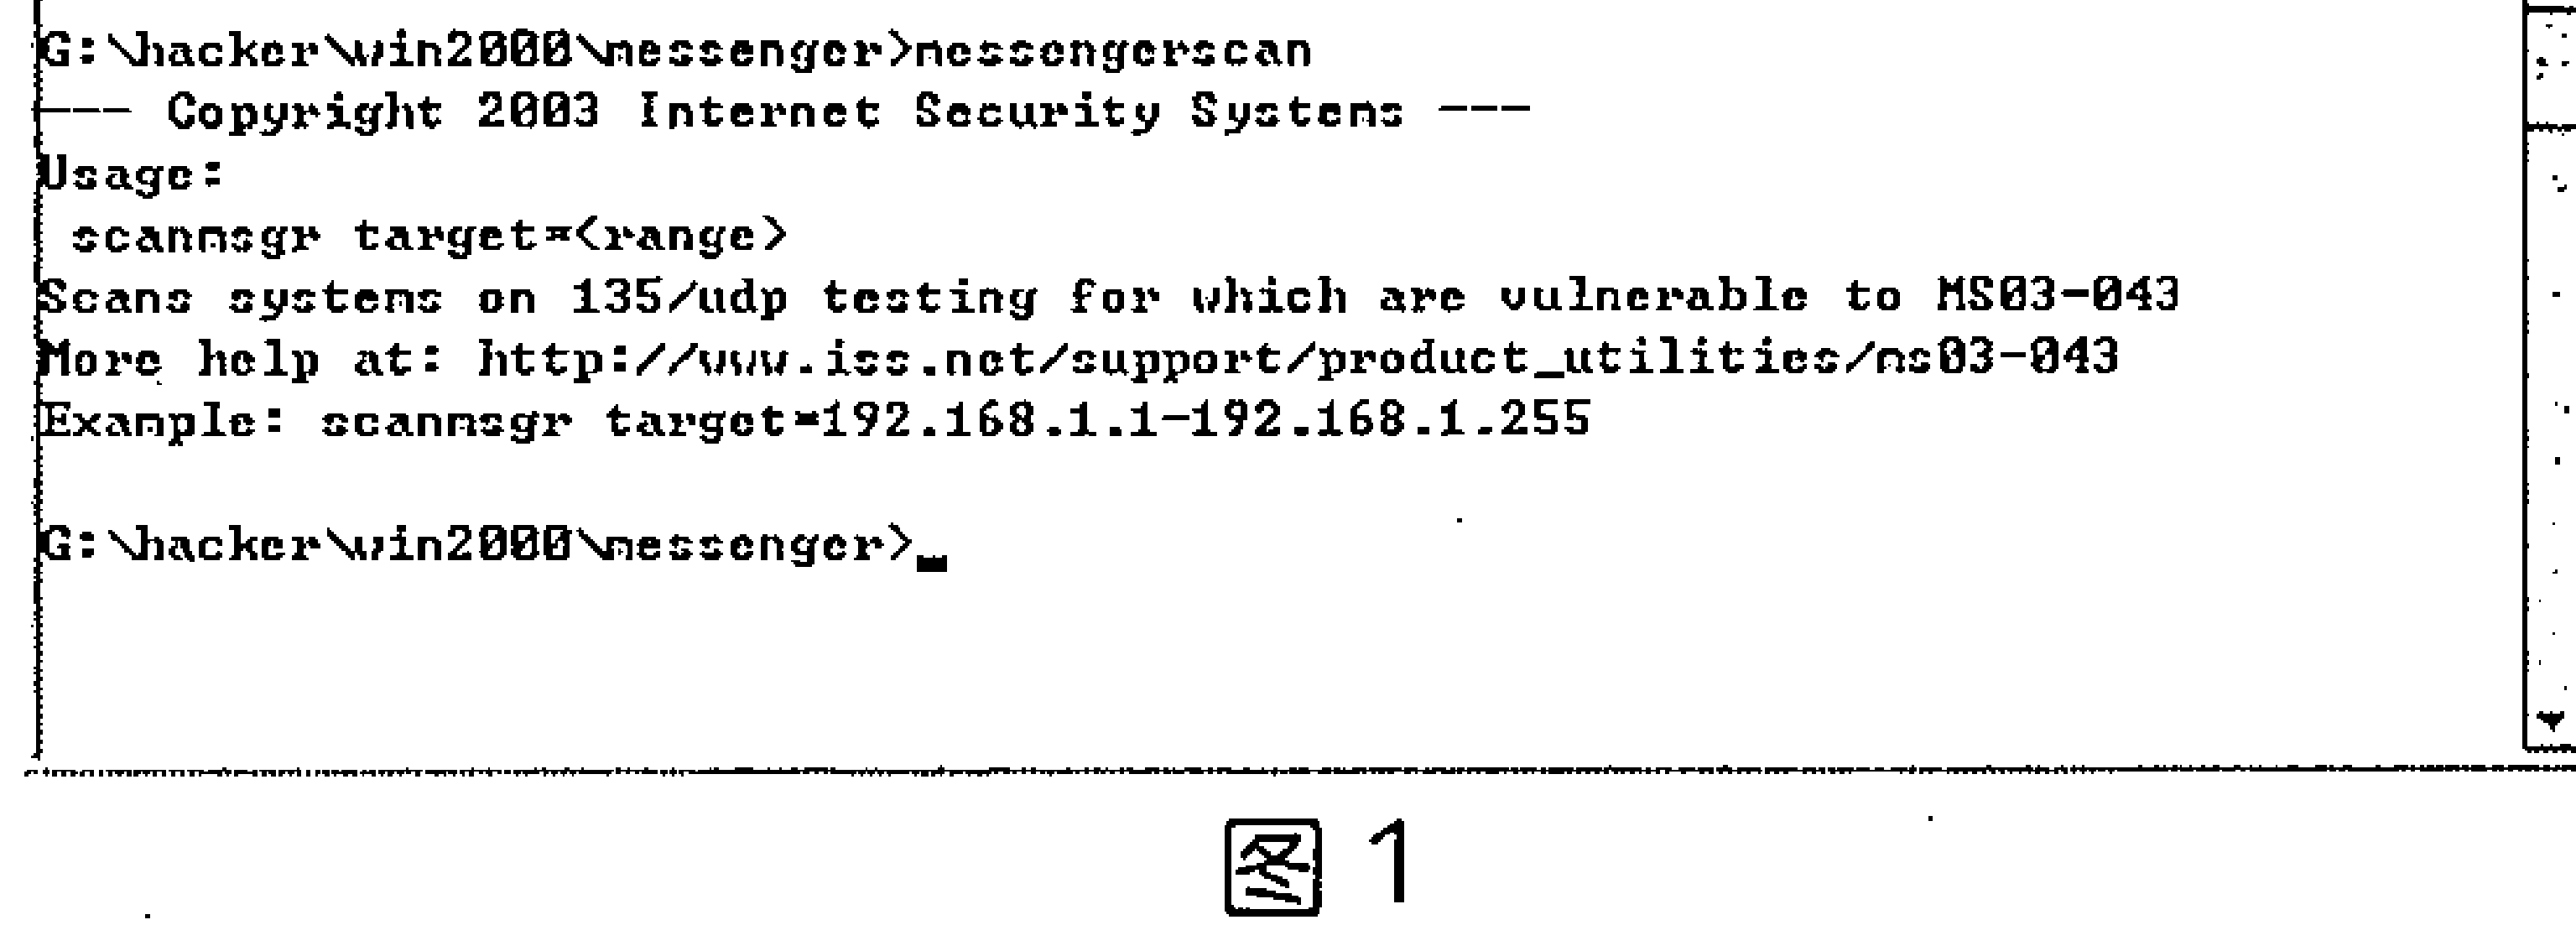 G:\hacker\win2000\messenger>messengerscan
--- Copyright 2003 Internet Security Systems ---
Usage:
scanmsgr target=<range>
Scans systems on 135/udp testing for which are vulnerable to MS03-043
More help at: http://www.iss.net/support/product_utilities/ms03-043
Example: scanmsgr target=192.168.1.1-192.168.1.255
G:\hacker\win2000\messenger>_
图 1